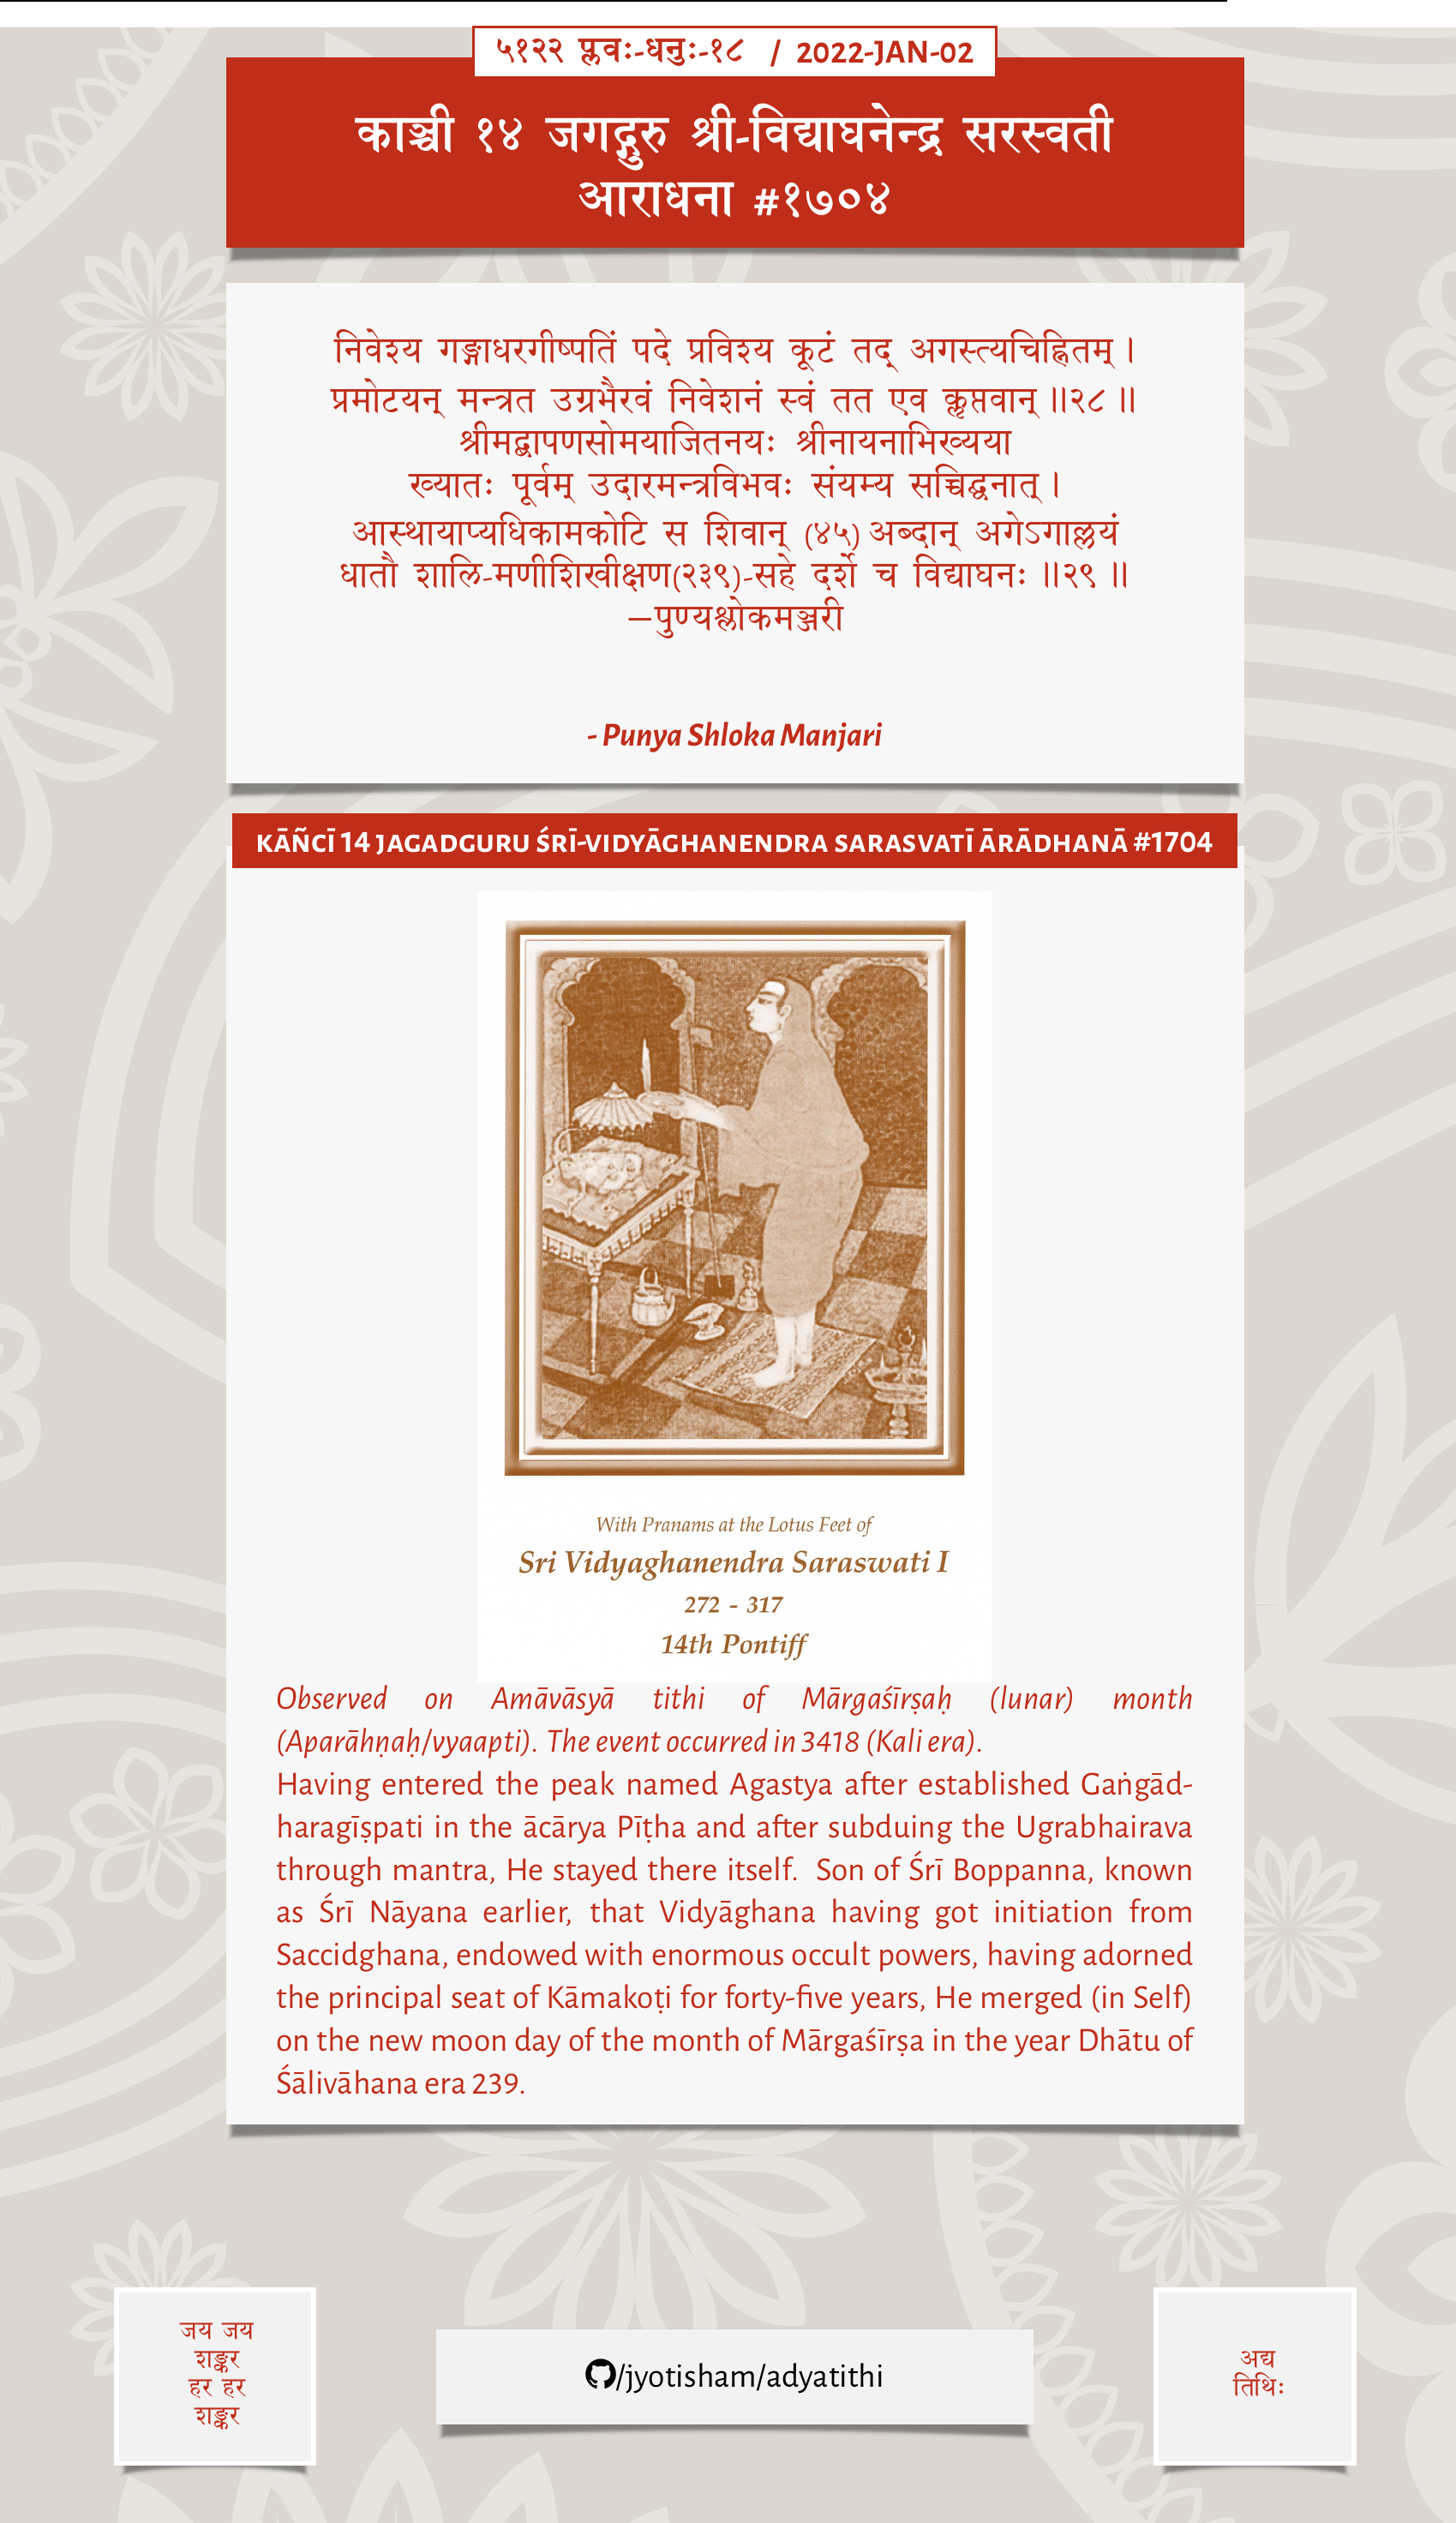 ५१२२ प्लवः-धनुः-१८ / 2022-JAN-02
काञ्ची १४ जगद्गुरु श्री-विद्याघनेन्द्र सरस्वती
आराधना #१७०४
निवेश्य गङ्गाधरगीष्पतिं पदे प्रविश्य कूटं तद् अगस्त्यचिह्नितम्।
प्रमोटयन् मन्त्रत उग्रभैरवं निवेशनं स्वं तत एव कॢप्तवान्॥२८॥
श्रीमद्बापणसोमयाजितनयः श्रीनायनाभिख्यया
ख्यातः पूर्वम् उदारमन्त्रविभवः संयम्य सच्चिद्घनात्।
आस्थायाप्यधिकामकोटि स शिवान् (४५) अब्दान् अगेऽगाल्लयं
धातौ शालि-मणीशिखीक्षण(२३९)-सहे दर्शे च विद्याघनः॥२९॥
—पुण्यश्लोकमञ्जरी
- Punya Shloka Manjari
KĀÑCĪ 14 JAGADGURU ŚRĪ-VIDYĀGHANENDRA SARASVATĪ ĀRĀDHANĀ #1704
With Pranams at the Lotus Feet of
Sri Vidyaghanendra Saraswati I
272 - 317
14th Pontiff
Observed on Amāvāsyā tithi of Mārgaśīrṣaḥ (lunar) month
(Aparāhṇaḥ/vyaapti). The event occurred in 3418 (Kali era).
Having entered the peak named Agastya after established Gaṅgād-
haragīṣpati in the ācārya Pīṭha and after subduing the Ugrabhairava
through mantra, He stayed there itself. Son of Śrī Boppanna, known
as Śrī Nāyana earlier, that Vidyāghana having got initiation from
Saccidghana, endowed with enormous occult powers, having adorned
the principal seat of Kāmakoṭi for forty-five years, He merged (in Self)
on the new moon day of the month of Mārgaśīrṣa in the year Dhātu of
Śālivāhana era 239.
जय जय
शङ्कर
हर हर
शङ्कर
/jyotisham/adyatithi
अद्य
तिथिः